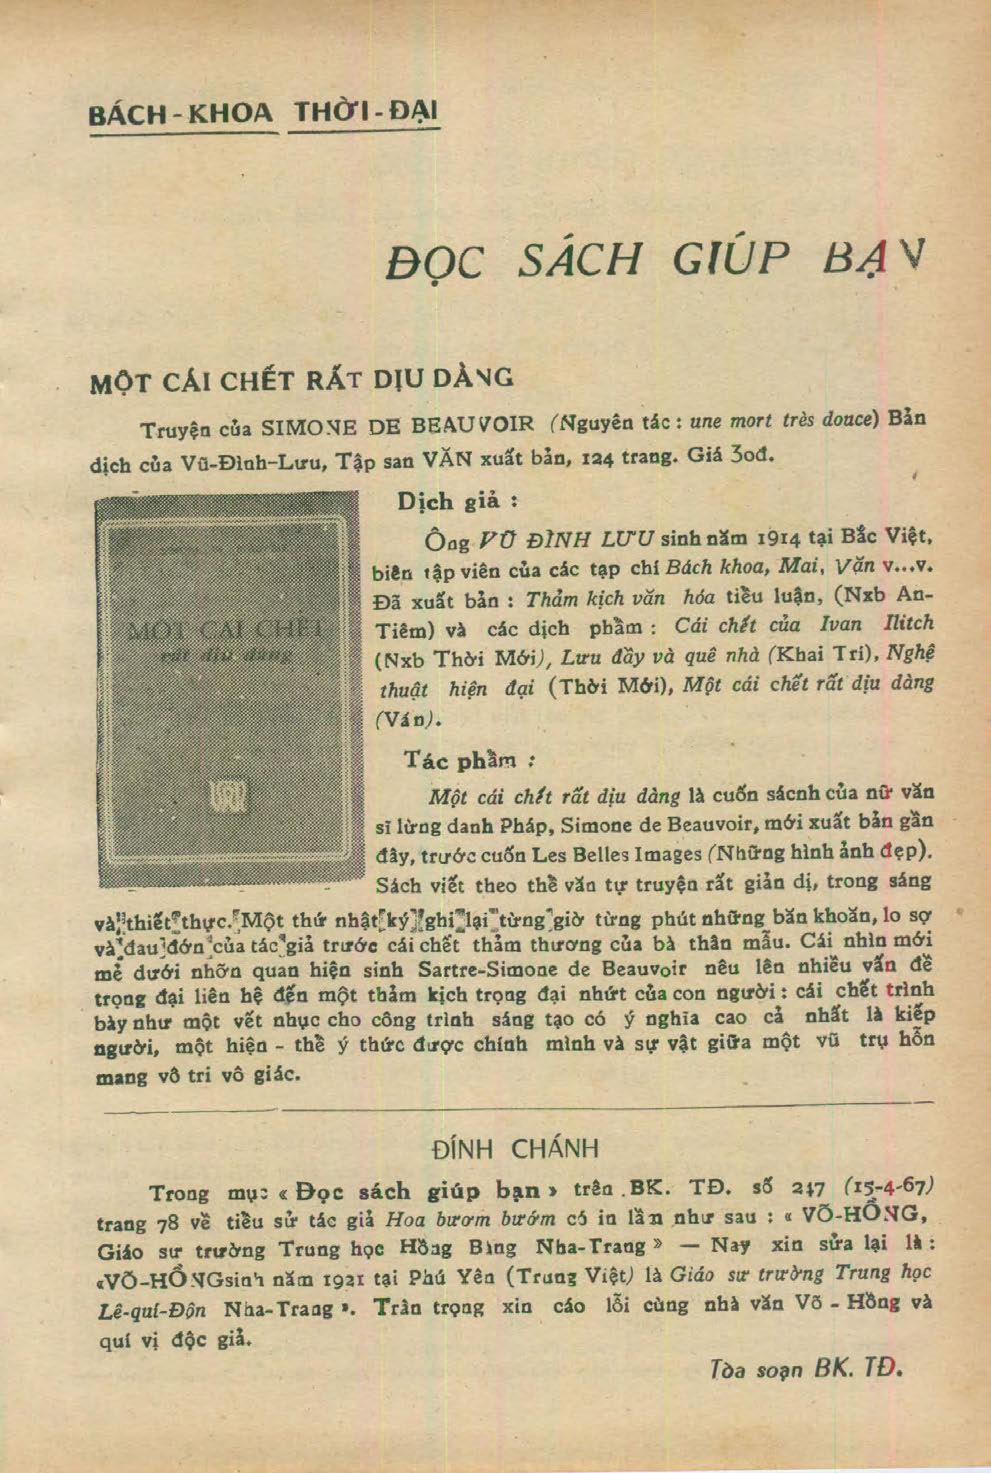 BÁCH-KHOA THỜI-ĐẠI
ĐỌC SÁCH GIÚP BẠN
MỘT CÁI CHẾT RẤT DỊU DÀNG
Truyện của SIMONE DE BEAUVOIR (Nguyên tác : une mort très douce) Bản
dịch của Vũ-Đình-Lưu, Tập san VĂN xuất bản, 124 trang. Giá 30đ.
MỘT CÁI CHẾT
rất dịu dàng
VĂN
Dịch giả :
Ông VŨ ĐÌNH LƯU sinh năm 1914 tại Bắc Việt,
biên tập viên của các tạp chí Bách khoa, Mai, Văn v...v.
Đã xuất bản : Thảm kịch văn hóa tiểu luận, (Nxb An-
Tiêm) và các dịch phẩm : Cái chết của Ivan Ilitch
(Nxb Thời Mới), Lưu đầy và quê nhà (Khai Trí), Nghệ
thuật hiện đại (Thời Mới), Một cái chết rất dịu dàng
(Văn).
Tác phẩm :
Một cái chết rất dịu dàng là cuốn sácnh của nữ văn
sĩ lừng danh Pháp, Simone de Beauvoir, mới xuất bản gần
đây, trước cuốn Les Belles Images (Những hình ảnh đẹp).
Sách viết theo thể văn tự truyện rất giản dị, trong sáng
và thiết thực. Một thứ nhật ký ghi lại từng giờ từng phút những băn khoăn, lo sợ
và đau đớn của tác giả trước cái chết thảm thương của bà thân mẫu. Cái nhìn mới
mẻ dưới nhỡn quan hiện sinh Sartre-Simone de Beauvoir nêu lên nhiều vấn đề
trọng đại liên hệ đến một thảm kịch trọng đại nhứt của con người : cái chết trình
bày như một vết nhục cho công trình sáng tạo có ý nghĩa cao cả nhất là kiếp
người, một hiện - thể ý thức được chính mình và sự vật giữa một vũ trụ hỗn
mang vô tri vô giác.
ĐÍNH CHÁNH
Trong mục « Đọc sách giúp bạn » trên BK. TĐ. số 247 (15-4-67)
trang 78 về tiểu sử tác giả Hoa bươm bướm có in lầm như sau : « VÕ-HỒNG,
Giáo sư trường Trung học Hồng Bàng Nha-Trang » — Nay xin sửa lại là :
«VÕ-HỒNGsinh năm 1921 tại Phú Yên (Trung Việt) là Giáo sư trường Trung học
Lê-quí-Đôn Nha-Trang ». Trân trọng xin cáo lỗi cùng nhà văn Võ - Hồng và
quí vị độc giả.
Tòa soạn BK. TĐ.